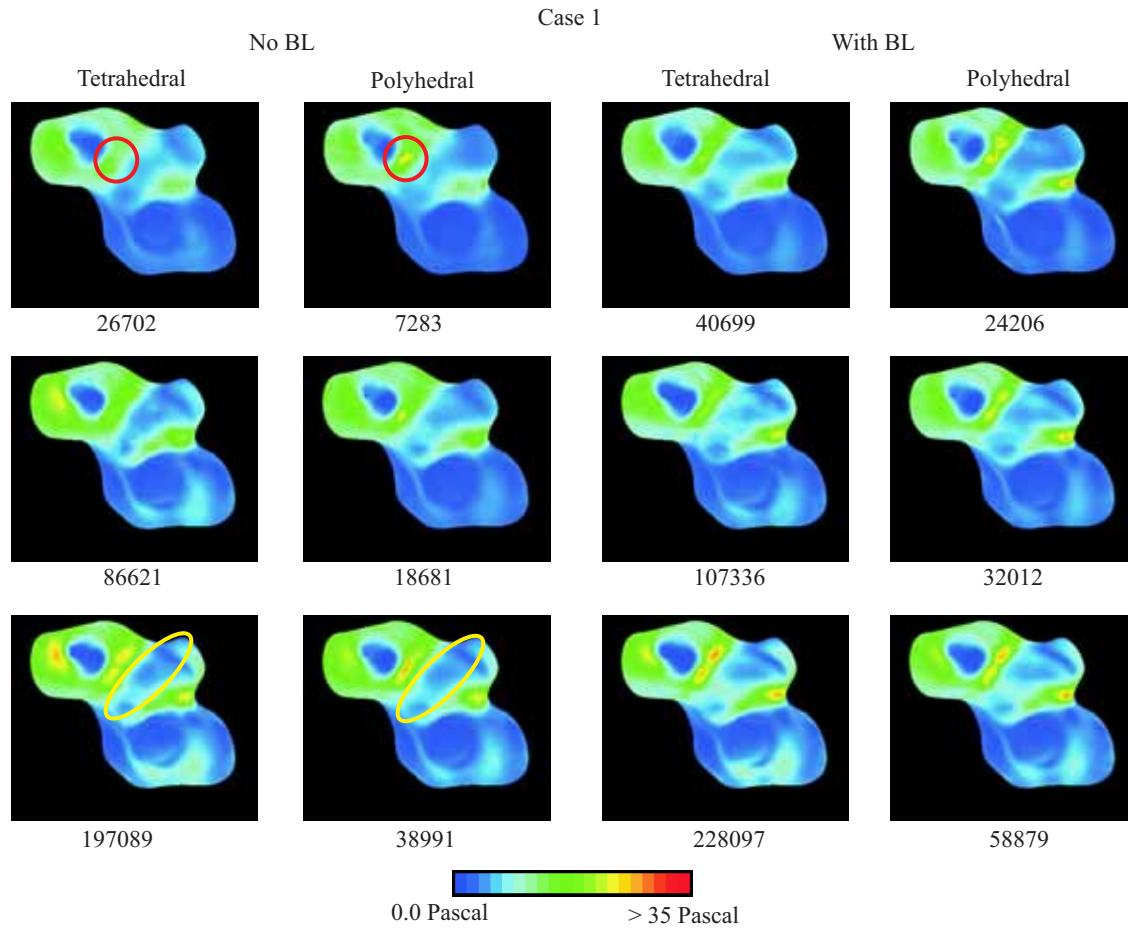 Case 1
No BL
With BL
Tetrahedral
Polyhedral
Tetrahedral
Polyhedral
26702
7283
40699
24206
86621
18681
107336
32012
197089
38991
228097
58879
0.0 Pascal
> 35 Pascal